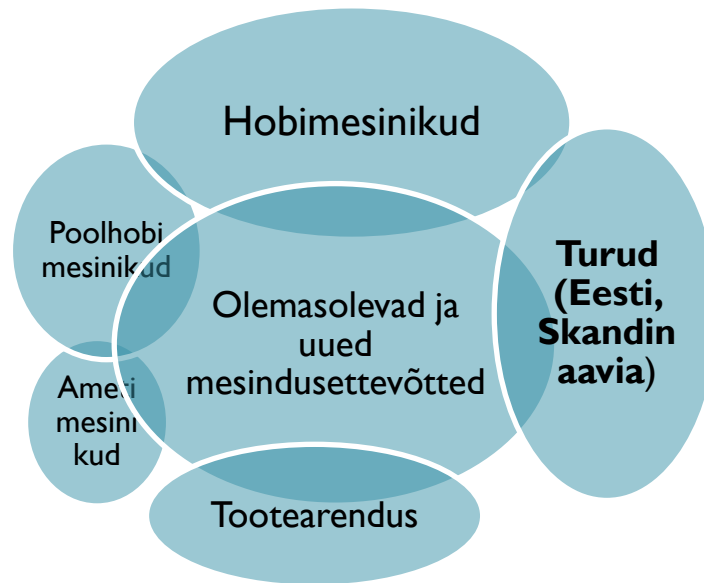 Hobimesinikud
Poolhobi
mesinikud
Olemasolevad ja
uued
mesindusettevõtted
Turud
(Eesti,
Skandin
aavia)
Ameti
mesini
kud
Tootearendus